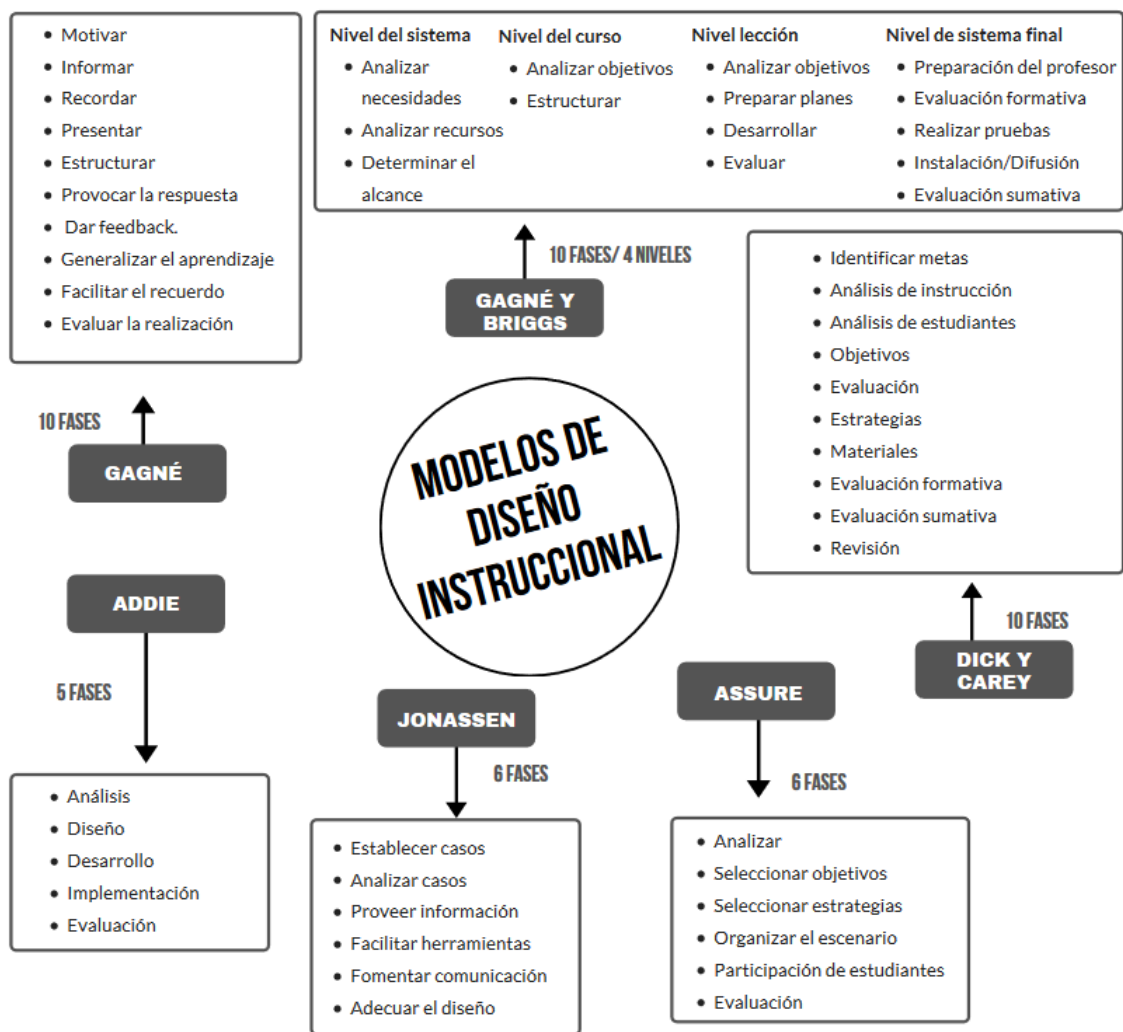 Motivar
Informar
Recordar
Presentar
Estructurar
Provocar la respuesta
Dar feedback.
Generalizar el aprendizaje
Facilitar el recuerdo
Evaluar la realización
10 FASES
GAGNÉ
Nivel del sistema
Analizar
necesidades
Analizar recursos
Determinar el
alcance
Nivel del curso
Analizar objetivos
Estructurar
Nivel lección
Analizar objetivos
Preparar planes
Desarrollar
Evaluar
Nivel de sistema final
Preparación del profesor
Evaluación formativa
Realizar pruebas
Instalación/Difusión
Evaluación sumativa
10 FASES/ 4 NIVELES
GAGNÉ Y
BRIGGS
Identificar metas
Análisis de instrucción
Análisis de estudiantes
Objetivos
Evaluación
Estrategias
Materiales
Evaluación formativa
Evaluación sumativa
Revisión
10 FASES
DICK Y
CAREY
MODELOS DE
DISEÑO
INSTRUCCIONAL
ADDIE
5 FASES
Análisis
Diseño
Desarrollo
Implementación
Evaluación
JONASSEN
6 FASES
Establecer casos
Analizar casos
Proveer información
Facilitar herramientas
Fomentar comunicación
Adecuar el diseño
ASSURE
6 FASES
Analizar
Seleccionar objetivos
Seleccionar estrategias
Organizar el escenario
Participación de estudiantes
Evaluación